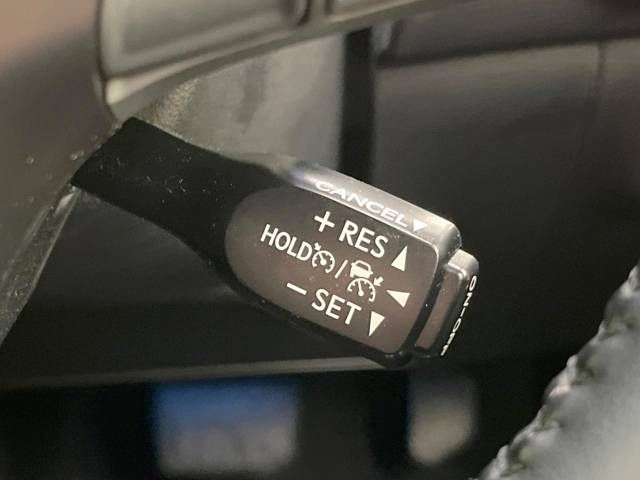 CANCEL▼
+ RES ▲
HOLD /
− SET ▼
ON-OFF